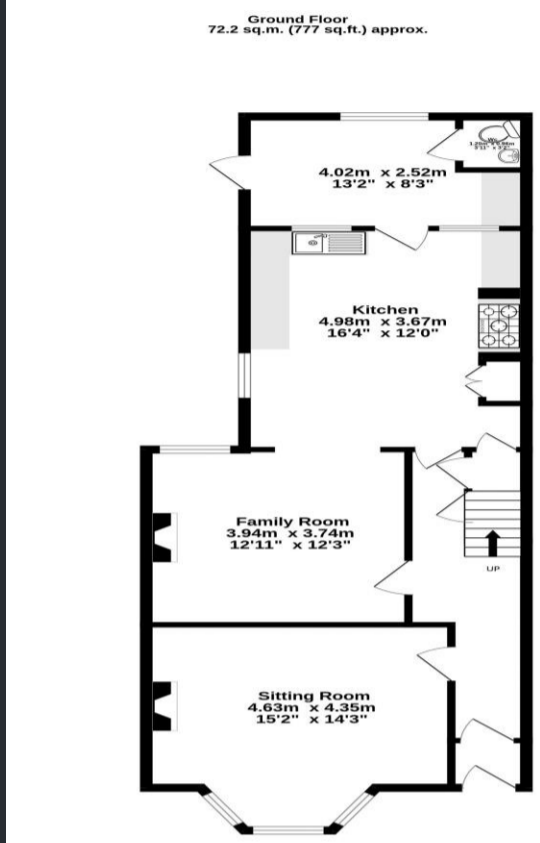 Ground Floor
72.2 sq.m. (777 sq.ft.) approx.
4.02m x 2.52m
13'2" x 8'3"
Kitchen
4.98m x 3.67m
16'4" x 12'0"
Family Room
3.94m x 3.74m
12'11" x 12'3"
UP
Sitting Room
4.63m x 4.35m
15'2" x 14'3"